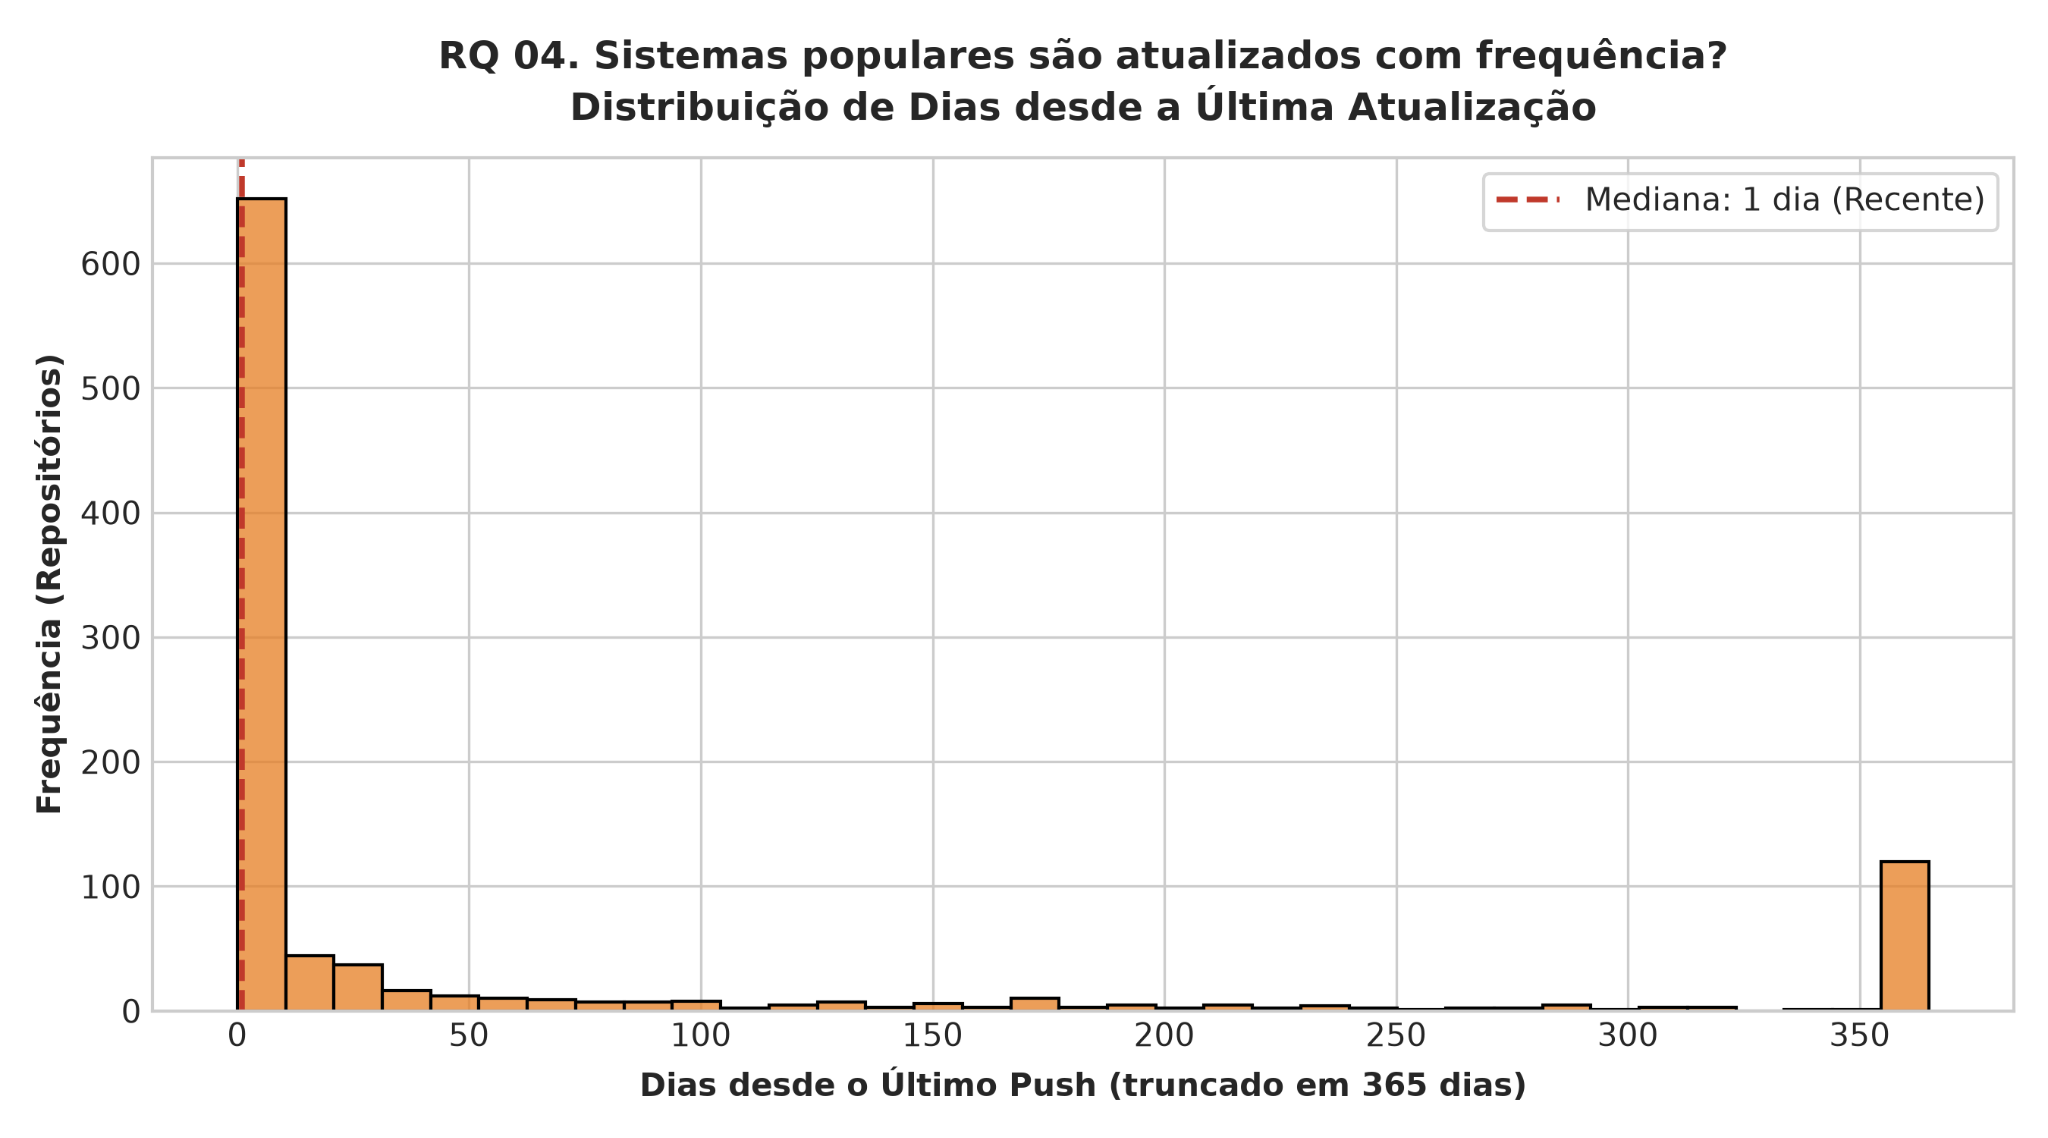 RQ 04. Sistemas populares são atualizados com frequência?
Distribuição de Dias desde a Última Atualização
Mediana: 1 dia (Recente)
Frequência (Repositórios)
600
500
400
300
200
100
0
0 50 100 150 200 250 300 350
Dias desde o Último Push (truncado em 365 dias)